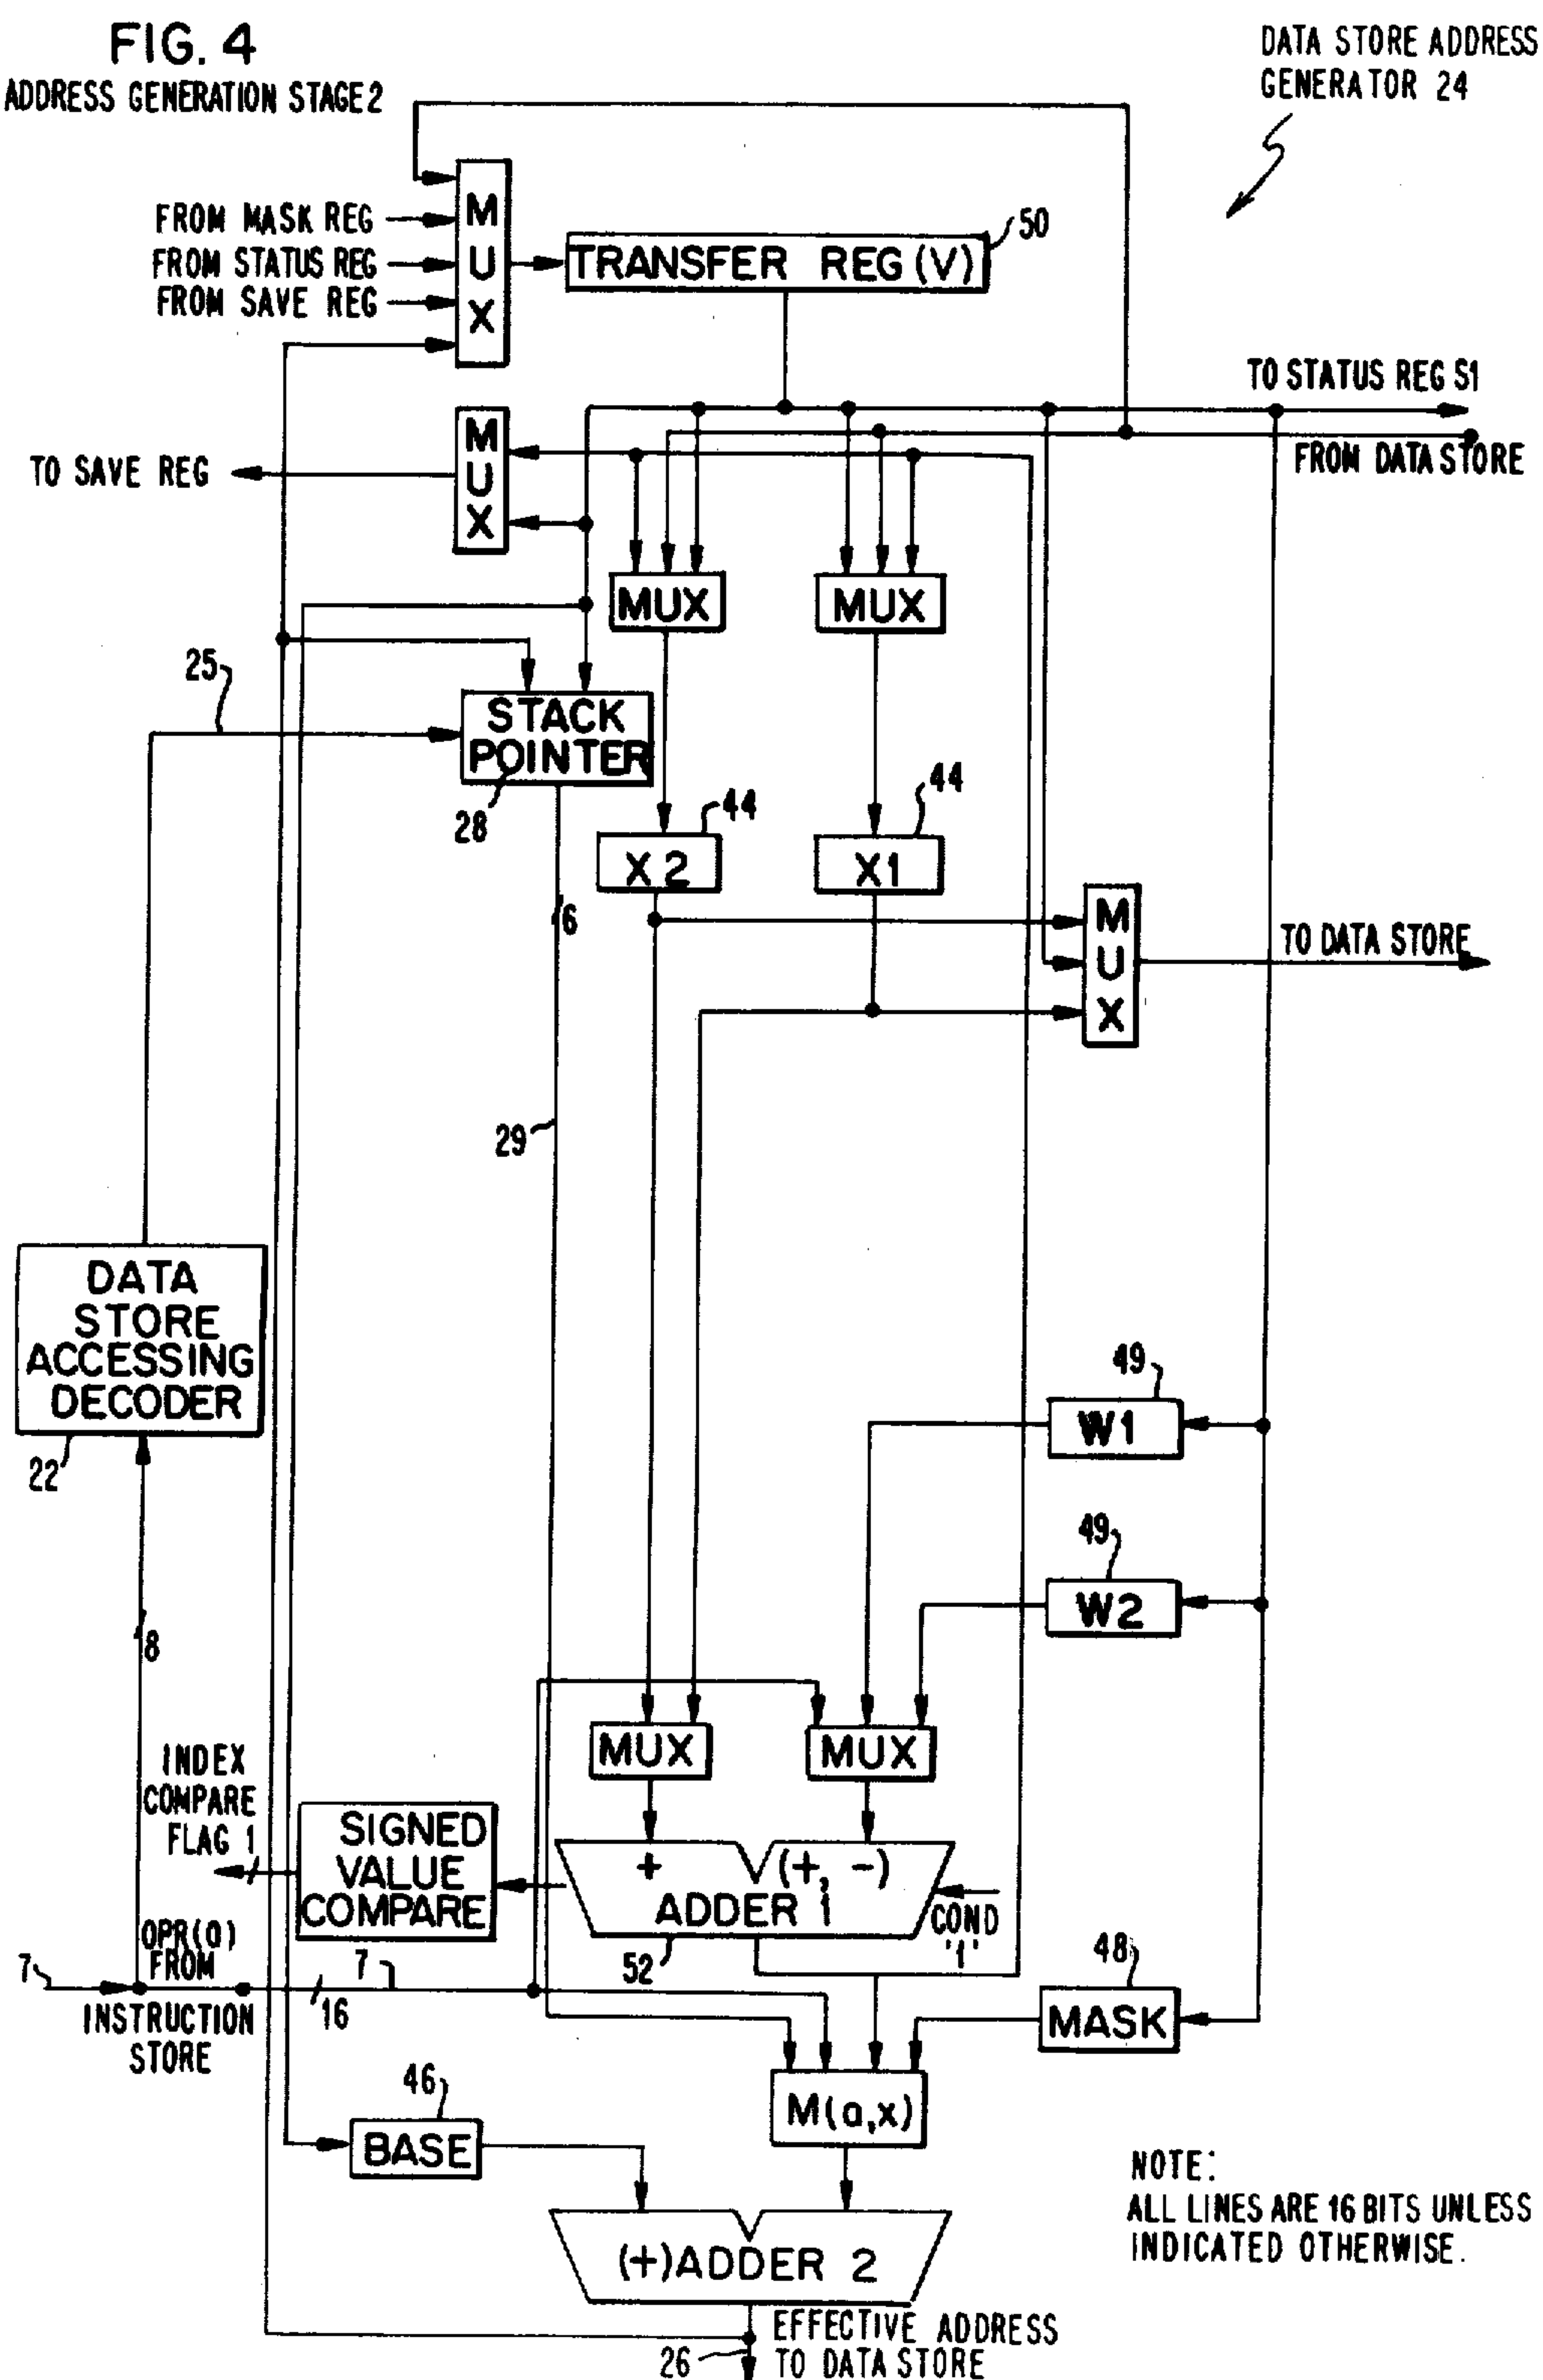 FIG. 4
ADDRESS GENERATION STAGE 2
DATA STORE ADDRESS
GENERATOR 24
FROM MASK REG
FROM STATUS REG
FROM SAVE REG
MUX
TRANSFER REG (V)
50
TO STATUS REG S1
FROM DATA STORE
TO SAVE REG
MUX
MUX
MUX
25
STACK
POINTER
28
44
44
X2
X1
6
MUX
TO DATA STORE
29
DATA
STORE
ACCESSING
DECODER
22
49
W1
49
W2
8
MUX
MUX
INDEX
COMPARE
FLAG 1
SIGNED
VALUE
COMPARE
+
(+, -)
ADDER 1
COND
'1'
52
OPR(a)
FROM
INSTRUCTION
STORE
7
7
16
48
MASK
M(a,x)
46
BASE
(+)ADDER 2
NOTE:
ALL LINES ARE 16 BITS UNLESS
INDICATED OTHERWISE.
EFFECTIVE ADDRESS
TO DATA STORE
26